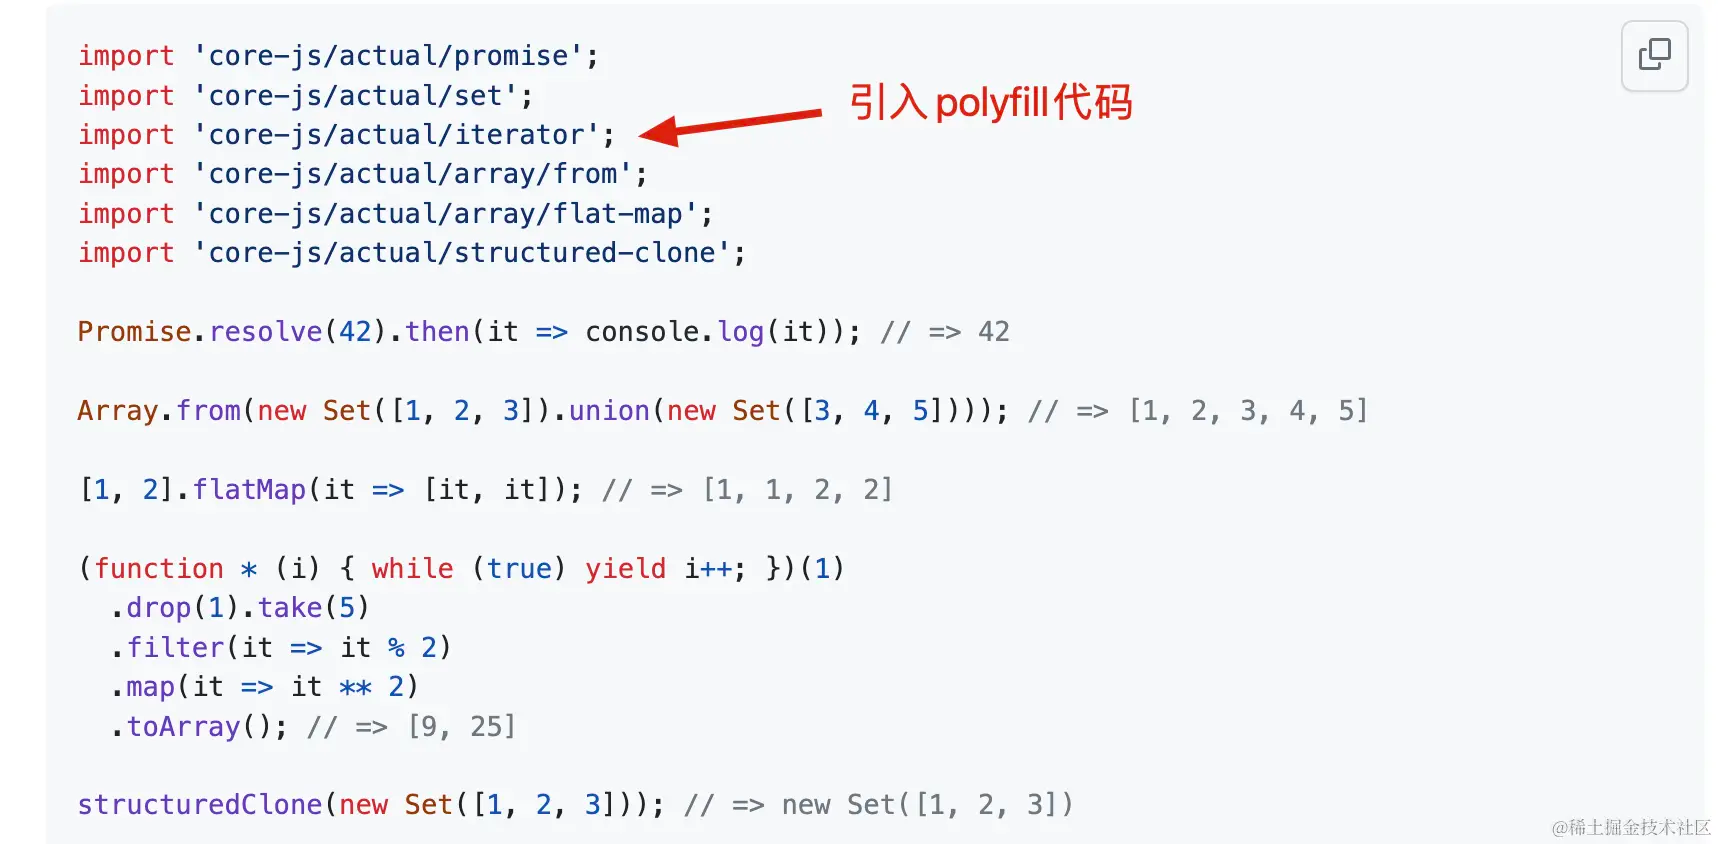 import 'core-js/actual/promise';
import 'core-js/actual/set';
引入 polyfill代码
import 'core-js/actual/iterator';
import 'core-js/actual/array/from';
import 'core-js/actual/array/flat-map';
import 'core-js/actual/structured-clone';
Promise.resolve(42).then(it => console.log(it)); // => 42
Array.from(new Set([1, 2, 3]).union(new Set([3, 4, 5]))); // => [1, 2, 3, 4, 5]
[1, 2].flatMap(it => [it, it]); // => [1, 1, 2, 2]
(function * (i) { while (true) yield i++; })(1)
.drop(1).take(5)
.filter(it => it % 2)
.map(it => it ** 2)
.toArray(); // => [9, 25]
structuredClone(new Set([1, 2, 3])); // => new Set([1, 2, 3])
@稀土掘金技术社区